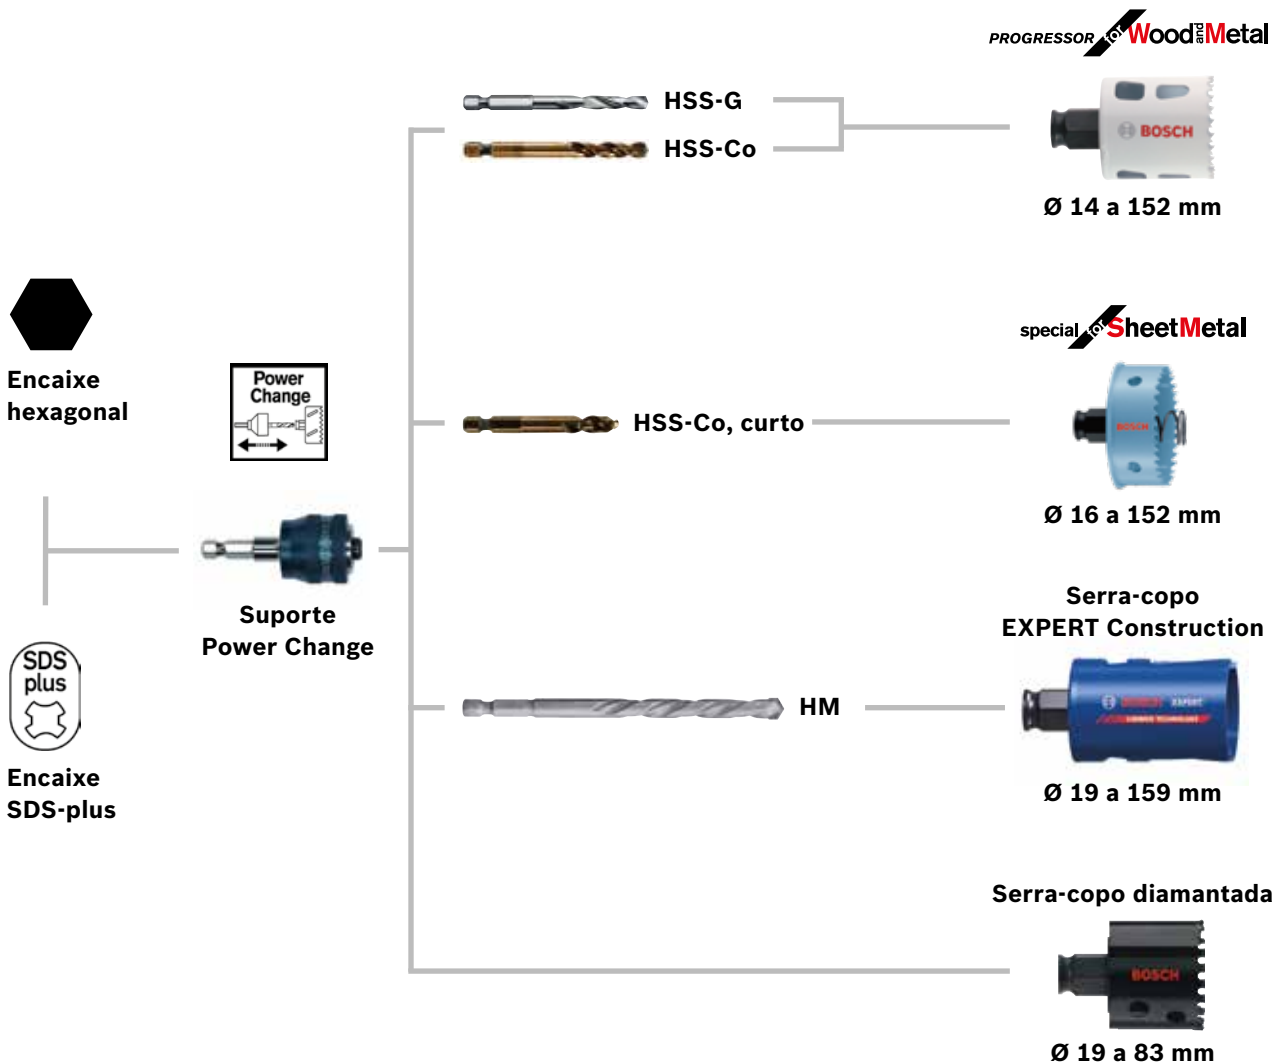 PROGRESSOR for Wood and Metal
HSS-G
HSS-Co
BOSCH
Ø 14 a 152 mm
Encaixe
hexagonal
Power
Change
special for SheetMetal
HSS-Co, curto
BOSCH
Ø 16 a 152 mm
Suporte
Power Change
SDS
plus
Encaixe
SDS-plus
Serra-copo
EXPERT Construction
HM
BOSCH EXPERT
Ø 19 a 159 mm
Serra-copo diamantada
BOSCH
Ø 19 a 83 mm